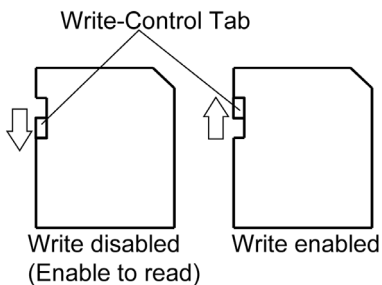 Write-Control Tab
Write disabled
(Enable to read)
Write enabled